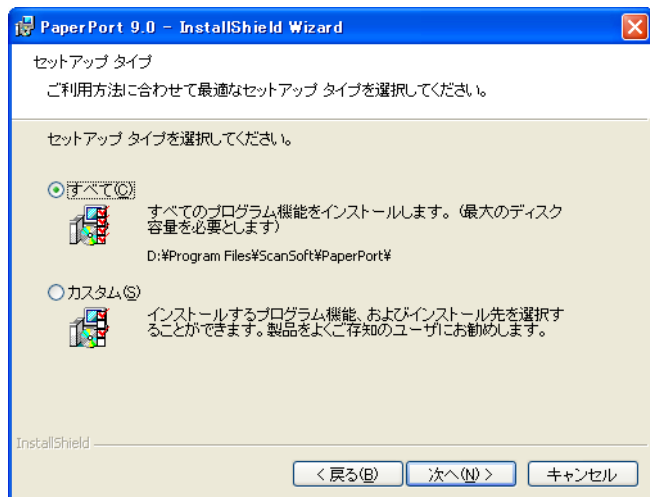 PaperPort 9.0 - InstallShield Wizard
セットアップ タイプ
ご利用方法に合わせて最適なセットアップ タイプを選択してください。
セットアップ タイプを選択してください。
すべて(C)
すべてのプログラム機能をインストールします。(最大のディスク
容量を必要とします)
D:¥Program Files¥ScanSoft¥PaperPort¥
カスタム(S)
インストールするプログラム機能、およびインストール先を選択す
ることができます。製品をよくご存知のユーザにお勧めします。
InstallShield
< 戻る(B) 次へ(N) > キャンセル